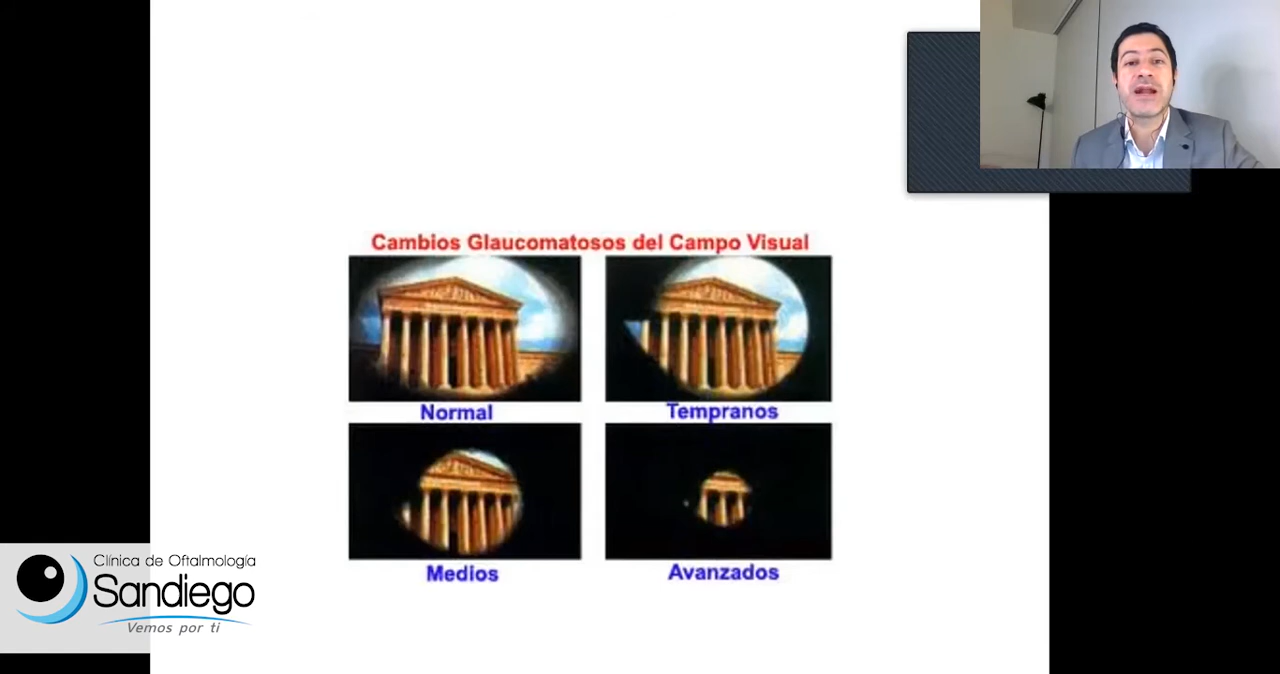 Cambios Glaucomatosos del Campo Visual
Normal
Tempranos
Medios
Avanzados
Clínica de Oftalmología
Sandiego
Vemos por ti